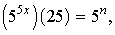 (5^{5x})(25) = 5^n,